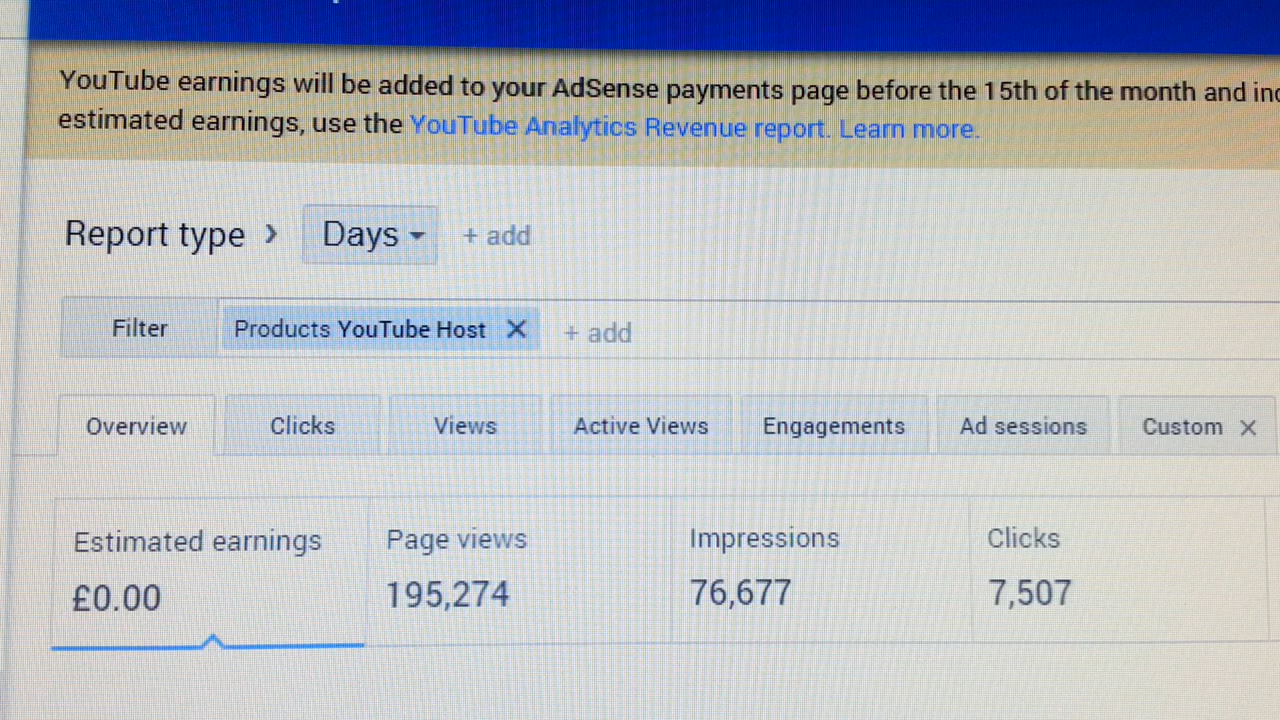 YouTube earnings will be added to your AdSense payments page before the 15th of the month and
estimated earnings, use the YouTube Analytics Revenue report. Learn more.
Report type › Days + add
Filter Products YouTube Host X + add
Overview Clicks Views Active Views Engagements Ad sessions Custom X
Estimated earnings Page views Impressions Clicks
£0.00 195,274 76,677 7,507